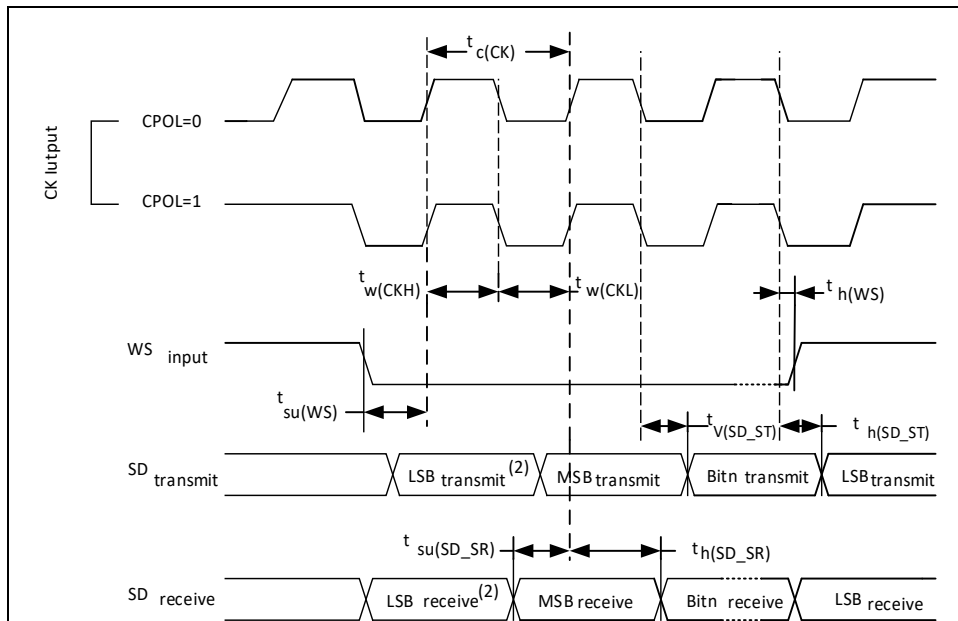 t c(CK)
CK Iutput
CPOL=0
CPOL=1
t w(CKH)
t w(CKL)
t h(WS)
WS input
t su(WS)
t V(SD_ST)
t h(SD_ST)
SD transmit
LSB transmit(2)
MSB transmit
Bitn transmit
LSB transmit
t su(SD_SR)
t h(SD_SR)
SD receive
LSB receive(2)
MSB receive
Bitn receive
LSB receive